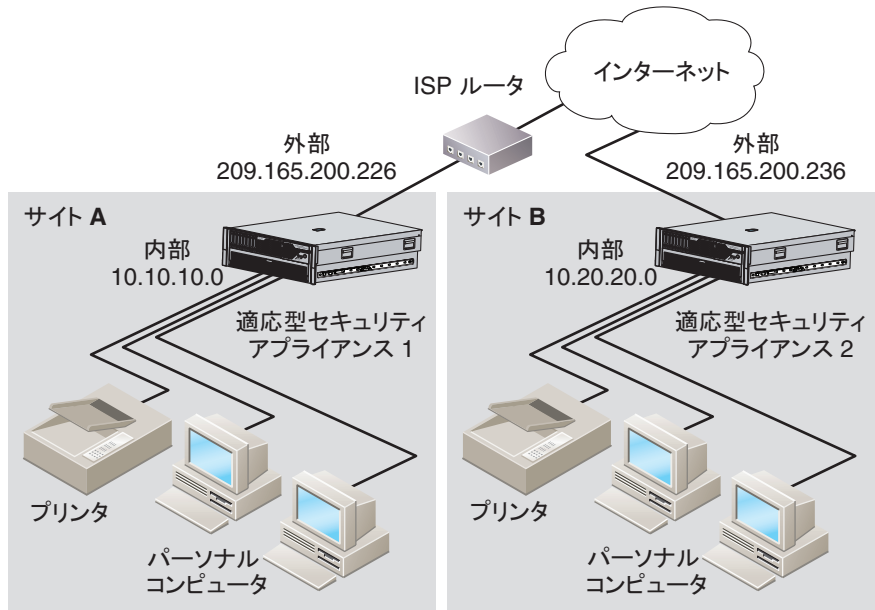 インターネット
ISP ルータ
外部
209.165.200.226
外部
209.165.200.236
サイト A
内部
10.10.10.0
適応型セキュリティ
アプライアンス 1
プリンタ
パーソナル
コンピュータ
サイト B
内部
10.20.20.0
適応型セキュリティ
アプライアンス 2
プリンタ
パーソナル
コンピュータ